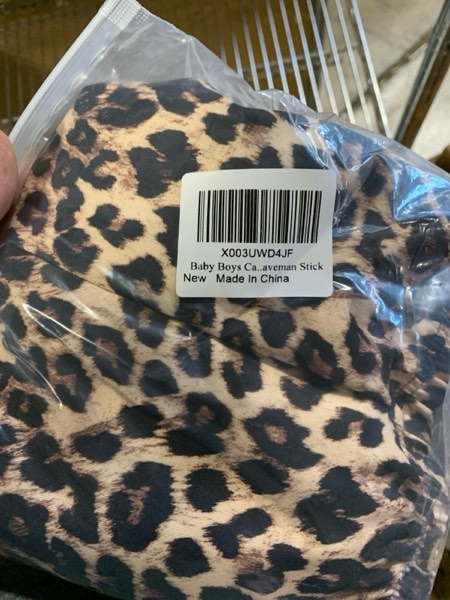 X003UWD4JF
Baby Boys Ca..aveman Stick
New Made In China